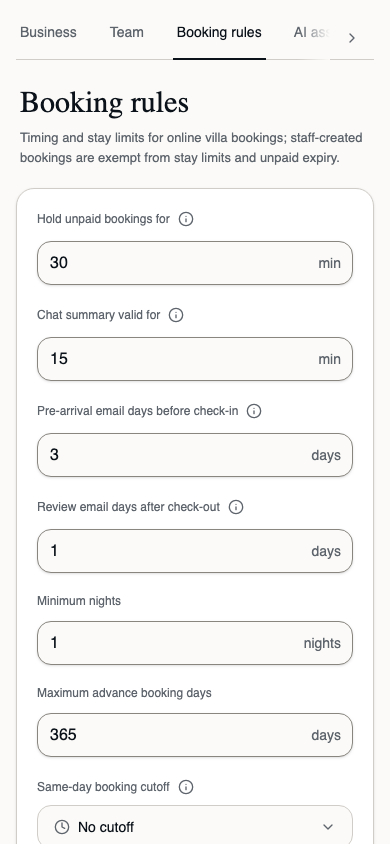 Business Team Booking rules AI
Booking rules
Timing and stay limits for online villa bookings; staff-created
bookings are exempt from stay limits and unpaid expiry.
Hold unpaid bookings for
30 min
Chat summary valid for
15 min
Pre-arrival email days before check-in
3 days
Review email days after check-out
1 days
Minimum nights
1 nights
Maximum advance booking days
365 days
Same-day booking cutoff
No cutoff